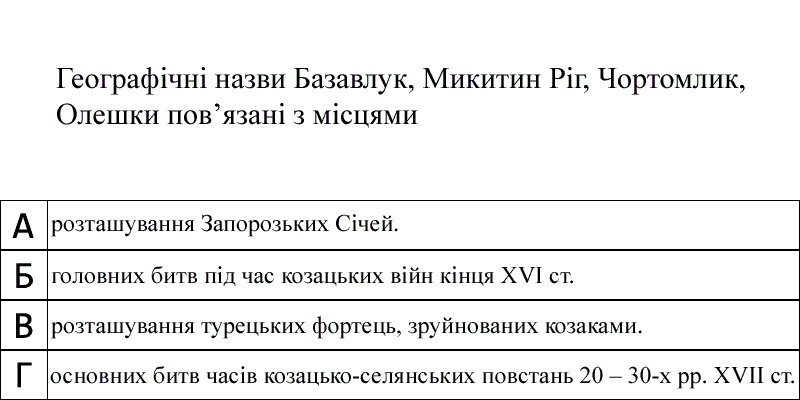 Географічні назви Базавлук, Микитин Ріг, Чортомлик,
Олешки пов’язані з місцями
А розташування Запорозьких Січей.
Б головних битв під час козацьких війн кінця XVI ст.
В розташування турецьких фортець, зруйнованих козаками.
Г основних битв часів козацько-селянських повстань 20 – 30-х рр. XVII ст.